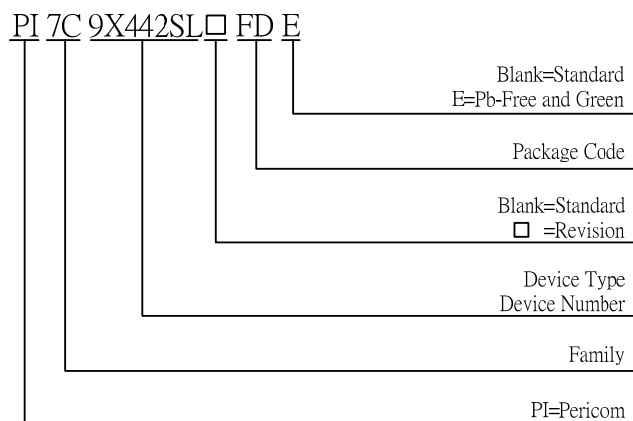 PI 7C 9X442SL□ FD E
Blank=Standard
E=Pb-Free and Green
Package Code
Blank=Standard
□ =Revision
Device Type
Device Number
Family
PI=Pericom